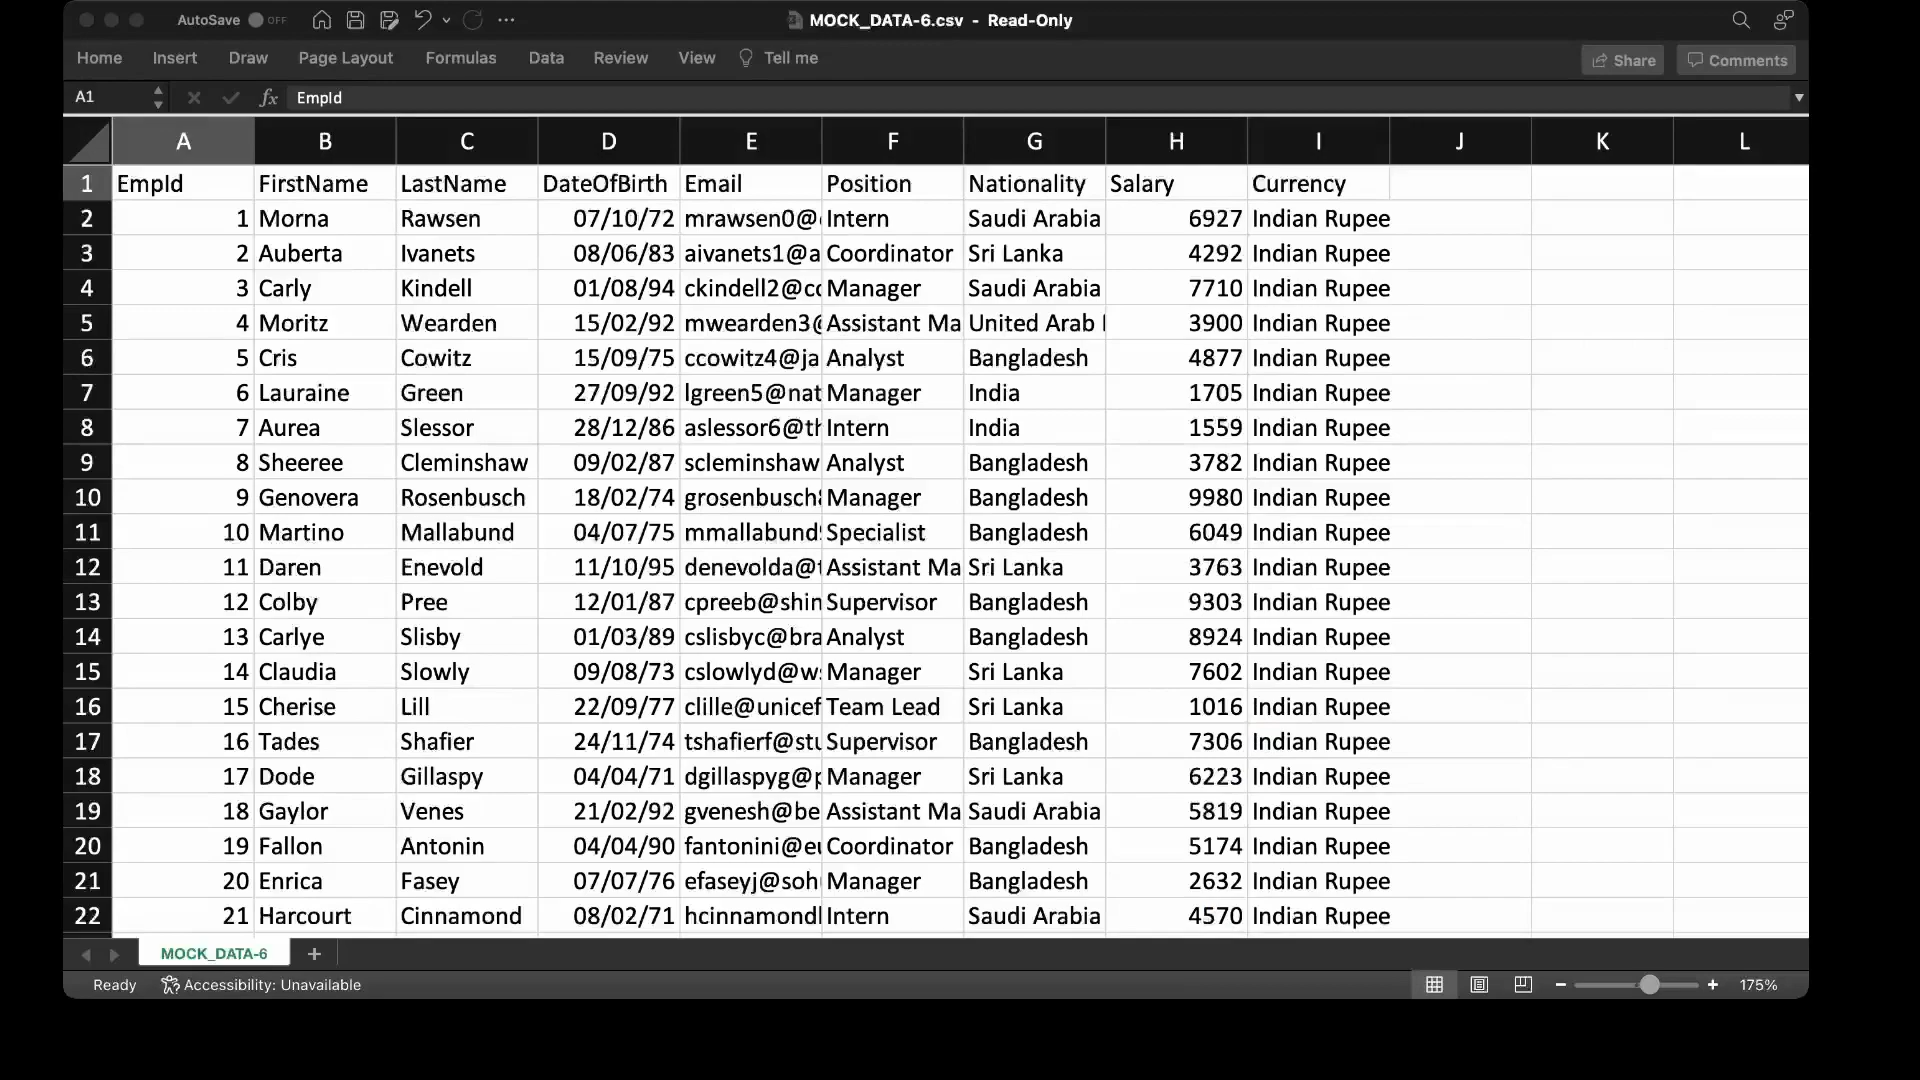 AutoSave OFF MOCK_DATA-6.csv - Read-Only
Home Insert Draw Page Layout Formulas Data Review View Tell me Share Comments
A1 fx EmpId
A B C D E F G H I J K L
1 EmpId FirstName LastName DateOfBirth Email Position Nationality Salary Currency
2 1 Morna Rawsen 07/10/72 mrawsen0@ Intern Saudi Arabia 6927 Indian Rupee
3 2 Auberta Ivanets 08/06/83 aivanets1@a Coordinator Sri Lanka 4292 Indian Rupee
4 3 Carly Kindell 01/08/94 ckindell2@cc Manager Saudi Arabia 7710 Indian Rupee
5 4 Moritz Wearden 15/02/92 mwearden3@ Assistant Ma United Arab 3900 Indian Rupee
6 5 Cris Cowitz 15/09/75 ccowitz4@ja Analyst Bangladesh 4877 Indian Rupee
7 6 Lauraine Green 27/09/92 lgreen5@nat Manager India 1705 Indian Rupee
8 7 Aurea Slessor 28/12/86 aslessor6@th Intern India 1559 Indian Rupee
9 8 Sheeree Cleminshaw 09/02/87 scleminshaw Analyst Bangladesh 3782 Indian Rupee
10 9 Genovera Rosenbusch 18/02/74 grosenbusch Manager Bangladesh 9980 Indian Rupee
11 10 Martino Mallabund 04/07/75 mmallabund Specialist Bangladesh 6049 Indian Rupee
12 11 Daren Enevold 11/10/95 denevolda@ Assistant Ma Sri Lanka 3763 Indian Rupee
13 12 Colby Pree 12/01/87 cpreeb@shin Supervisor Bangladesh 9303 Indian Rupee
14 13 Carlye Slisby 01/03/89 cslisbyc@bra Analyst Bangladesh 8924 Indian Rupee
15 14 Claudia Slowly 09/08/73 cslowlyd@w Manager Sri Lanka 7602 Indian Rupee
16 15 Cherise Lill 22/09/77 clille@unicef Team Lead Sri Lanka 1016 Indian Rupee
17 16 Tades Shafier 24/11/74 tshafierf@stu Supervisor Bangladesh 7306 Indian Rupee
18 17 Dode Gillaspy 04/04/71 dgillaspyg@p Manager Sri Lanka 6223 Indian Rupee
19 18 Gaylor Venes 21/02/92 gvenesh@be Assistant Ma Saudi Arabia 5819 Indian Rupee
20 19 Fallon Antonin 04/04/90 fantonini@eu Coordinator Bangladesh 5174 Indian Rupee
21 20 Enrica Fasey 07/07/76 efaseyj@soh Manager Bangladesh 2632 Indian Rupee
22 21 Harcourt Cinnamond 08/02/71 hcinnamond Intern Saudi Arabia 4570 Indian Rupee
MOCK_DATA-6 +
Ready Accessibility: Unavailable 175%